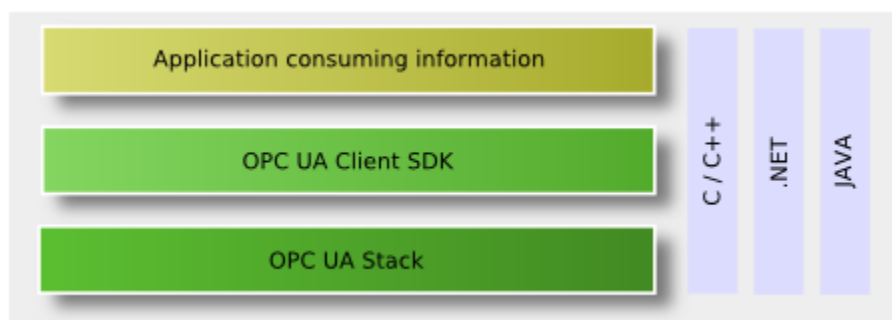 Application consuming information
OPC UA Client SDK
OPC UA Stack
C / C++
.NET
JAVA